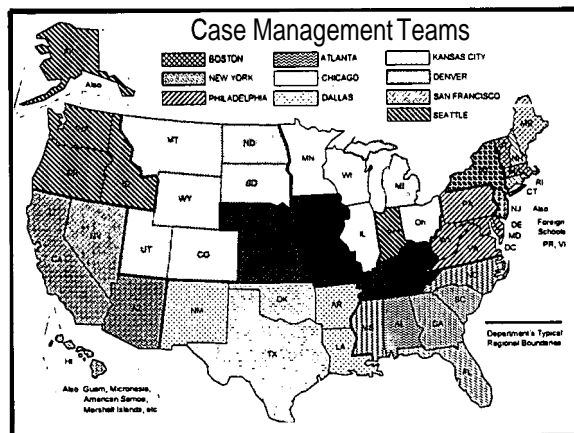 Case Management Teams
BOSTON
ATLANTA
KANSAS CITY
NEW YORK
CHICAGO
DENVER
PHILADELPHIA
DALLAS
SAN FRANCISCO
SEATTLE
Also
MT
ND
MN
SD
WI
MI
WY
IL
Oh
UT
CO
CA
NM
OK
AR
TX
LA
AL
GA
SC
FL
PA
NH
RI
CT
NJ Also
DE Foreign
MD Schools
DC PR, VI
HI
Also Guam, Micronesia,
American Samoa,
Marshall Islands, etc
Department's Typical
Regional Boundaries